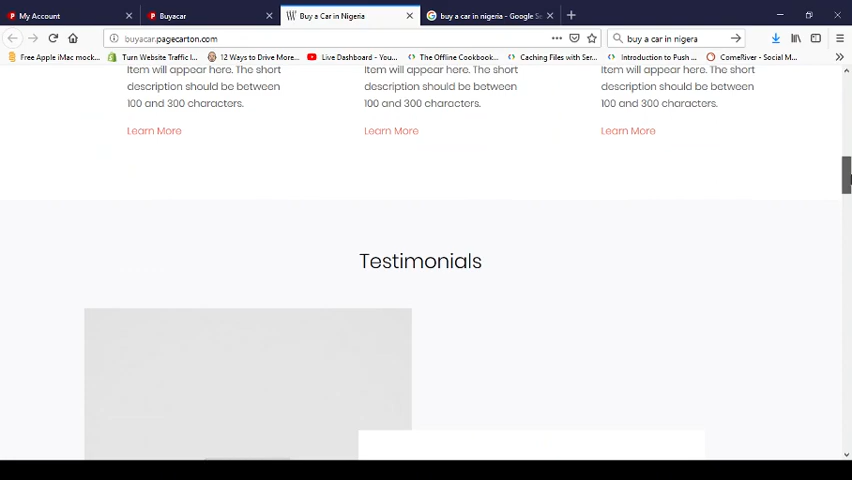 My Account
Buyacar
Buy a Car in Nigeria
buy a car in nigeria - Google Se
buyacar.pagecarton.com
buy a car in nigera
Free Apple iMac mock...
Turn Website Traffic I...
12 Ways to Drive More...
Live Dashboard - You...
The Offline Cookbook...
Caching Files with Ser...
Introduction to Push ...
ComeRiver - Social M...
Item will appear here. The short
description should be between
100 and 300 characters.
Learn More
Item will appear here. The short
description should be between
100 and 300 characters.
Learn More
Item will appear here. The short
description should be between
100 and 300 characters.
Learn More
Testimonials